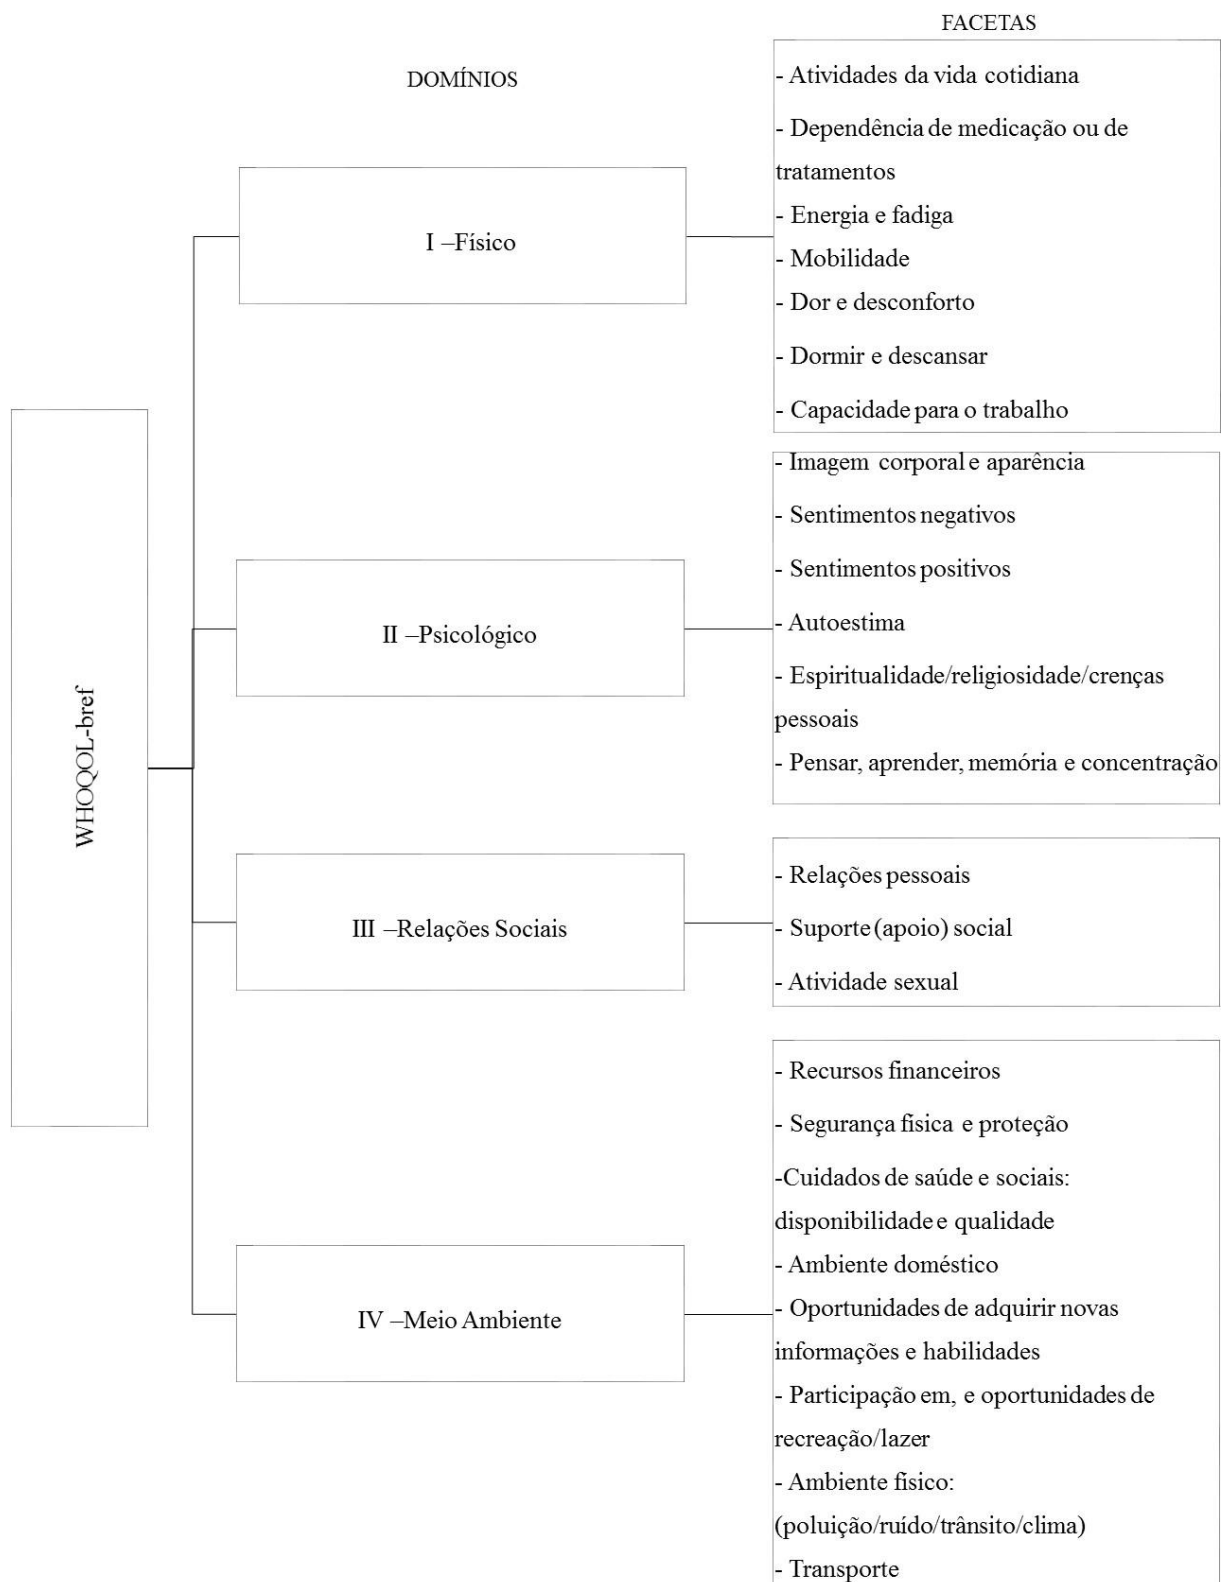 FACETAS
DOMÍNIOS
WHOQOL-bref
I –Físico
- Atividades da vida cotidiana
- Dependência de medicação ou de
tratamentos
- Energia e fadiga
- Mobilidade
- Dor e desconforto
- Dormir e descansar
- Capacidade para o trabalho
II –Psicológico
- Imagem corporal e aparência
- Sentimentos negativos
- Sentimentos positivos
- Autoestima
- Espiritualidade/religiosidade/crenças
pessoais
- Pensar, aprender, memória e concentração
III –Relações Sociais
- Relações pessoais
- Suporte (apoio) social
- Atividade sexual
IV –Meio Ambiente
- Recursos financeiros
- Segurança física e proteção
-Cuidados de saúde e sociais:
disponibilidade e qualidade
- Ambiente doméstico
- Oportunidades de adquirir novas
informações e habilidades
- Participação em, e oportunidades de
recreação/lazer
- Ambiente físico:
(poluição/ruído/trânsito/clima)
- Transporte